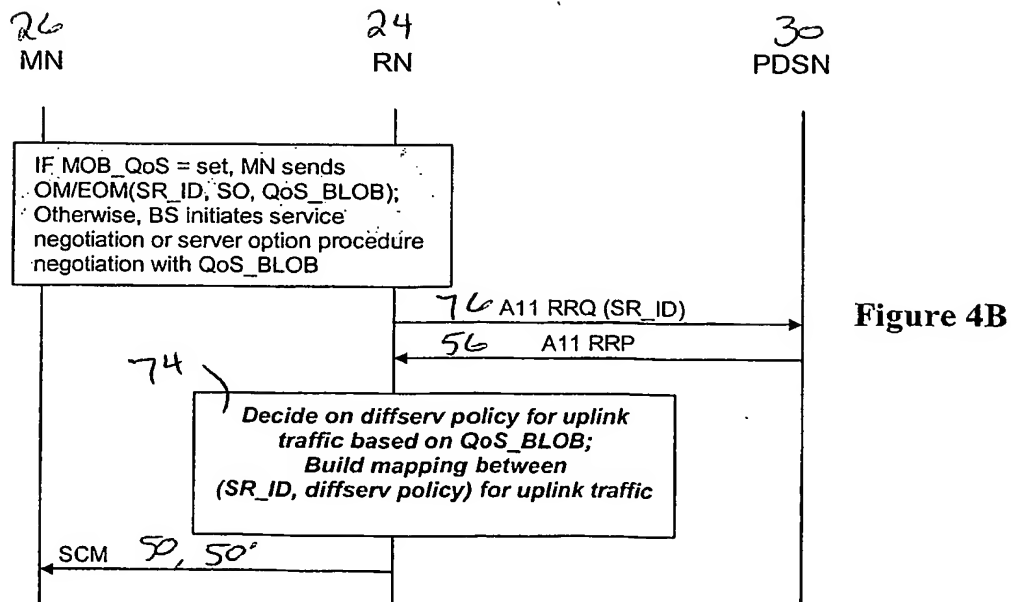 26 24 30
MN RN PDSN
IF MOB_QoS = set, MN sends
OM/EOM(SR_ID, SO, QoS_BLOB);
Otherwise, BS initiates service
negotiation or server option procedure
negotiation with QoS_BLOB
76 A11 RRQ (SR_ID)
Figure 4B
56 A11 RRP
74
Decide on diffserv policy for uplink
traffic based on QoS_BLOB;
Build mapping between
(SR_ID, diffserv policy) for uplink traffic
SCM 50, 50'